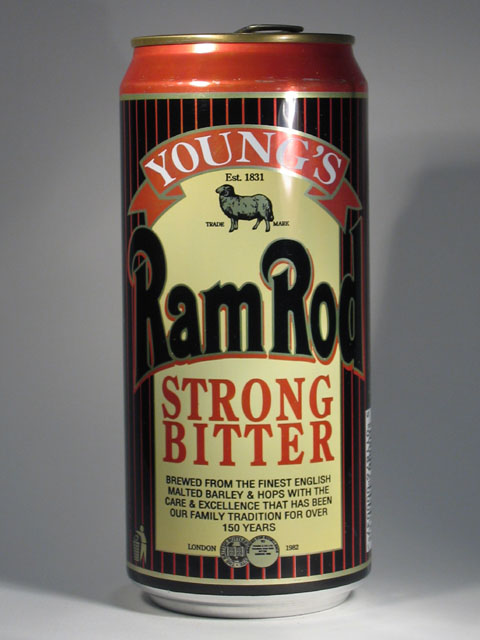 YOUNG'S
Est. 1831
TRADE MARK
Ram Rod
STRONG
BITTER
BREWED FROM THE FINEST ENGLISH
MALTED BARLEY & HOPS WITH THE
CARE & EXCELLENCE THAT HAS BEEN
OUR FAMILY TRADITION FOR OVER
150 YEARS
LONDON 1982